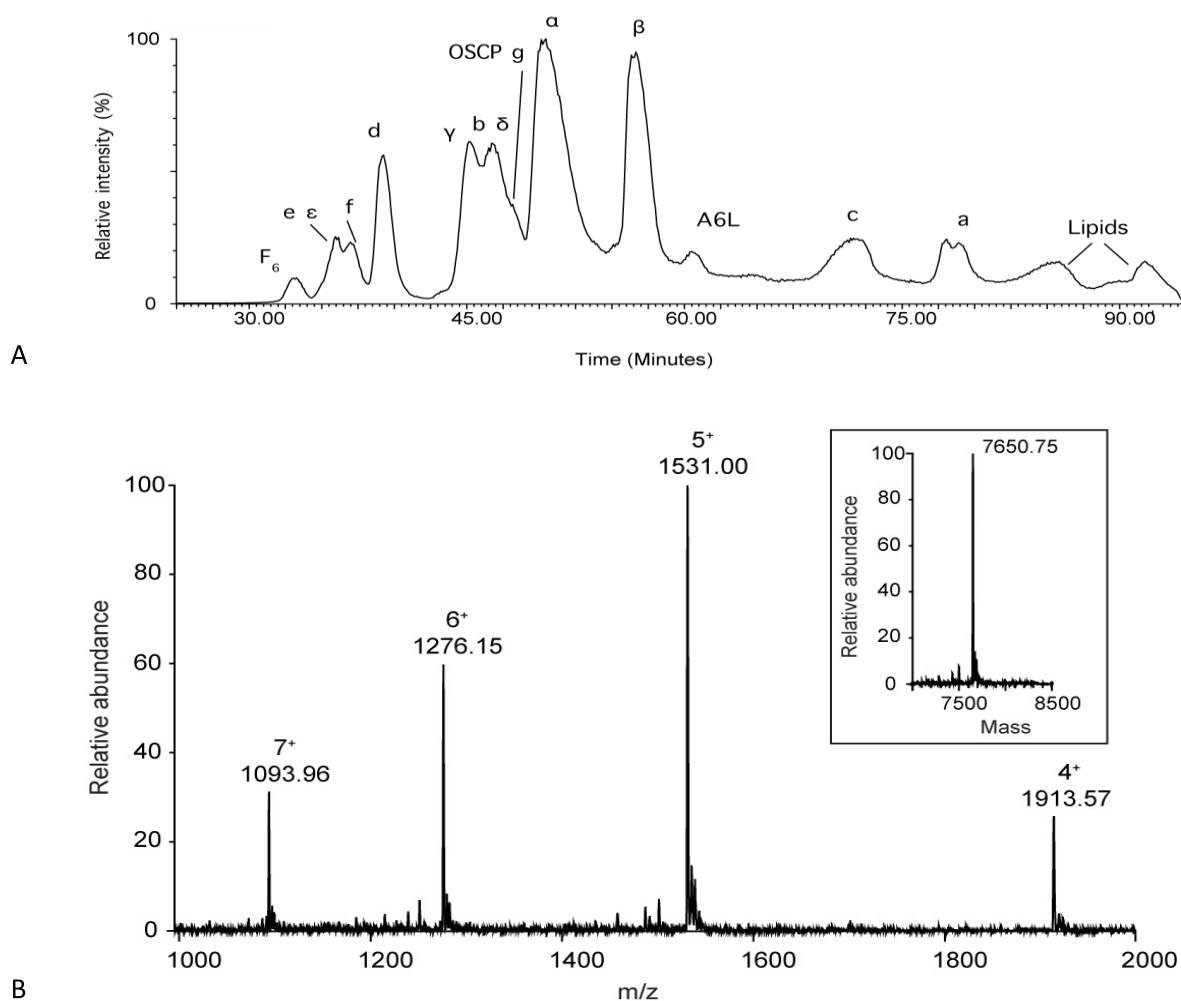 α
β
OSCP g
100
γ b δ
d
e ε f
A6L
c a
Lipids
F6
Relative intensity (%)
0
30.00 45.00 60.00 75.00 90.00
A
Time (Minutes)
5+
1531.00
7650.75
100
80
60
40
20
0
Relative abundance
7500 8500
Mass
100
80
60
40
20
0
Relative abundance
6+
1276.15
7+
1093.96
4+
1913.57
1000 1200 1400 1600 1800 2000
m/z
B